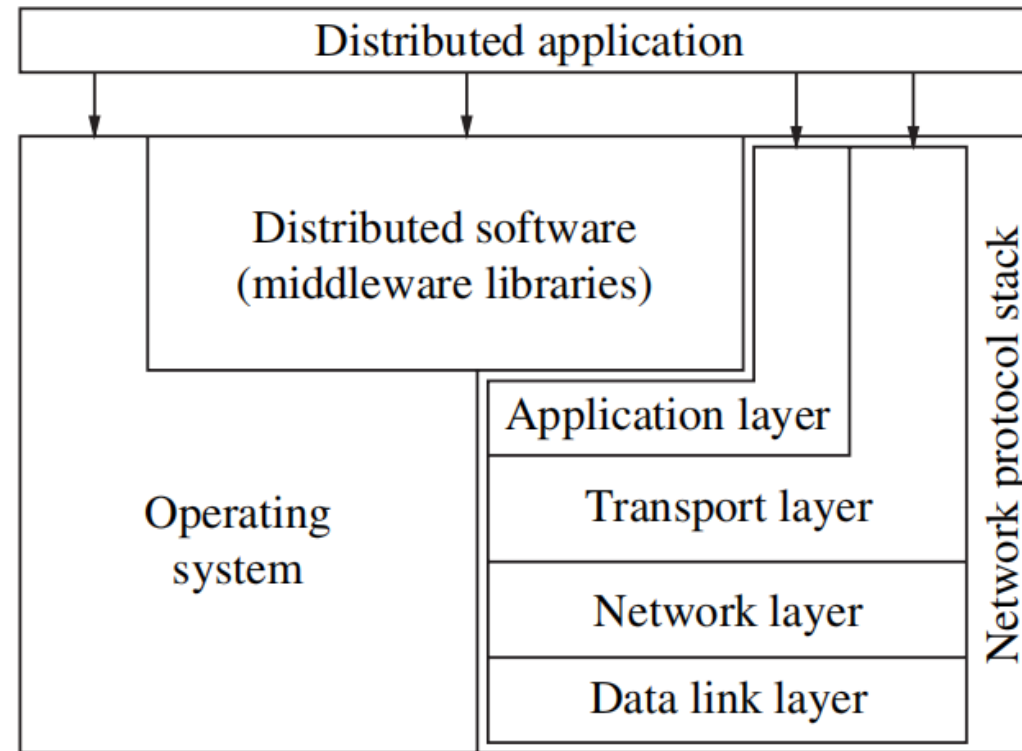 Distributed application
Distributed software
(middleware libraries)
Application layer
Operating
system
Transport layer
Network layer
Data link layer
Network protocol stack